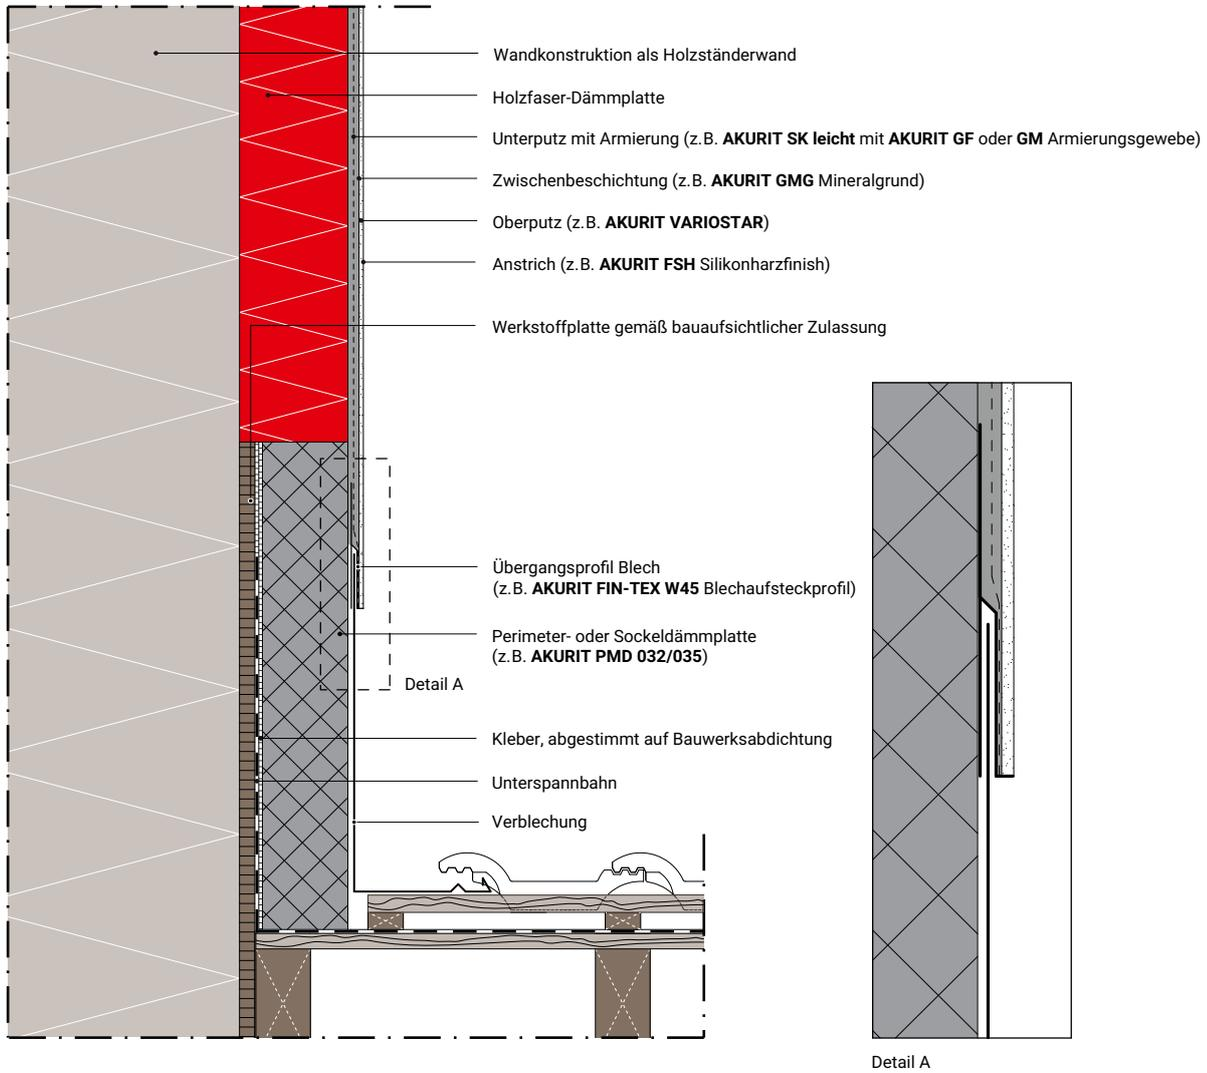 Wandkonstruktion als Holzständerwand
Holzfaser-Dämmplatte
Unterputz mit Armierung (z.B. AKURIT SK leicht mit AKURIT GF oder GM Armierungsgewebe)
Zwischenbeschichtung (z.B. AKURIT GMG Mineralgrund)
Oberputz (z.B. AKURIT VARIOSTAR)
Anstrich (z.B. AKURIT FSH Silikonharzfinish)
Werkstoffplatte gemäß bauaufsichtlicher Zulassung
Übergangsprofil Blech
(z.B. AKURIT FIN-TEX W45 Blechaufsteckprofil)
Perimeter- oder Sockeldämmplatte
(z.B. AKURIT PMD 032/035)
Detail A
Kleber, abgestimmt auf Bauwerksabdichtung
Unterspannbahn
Verblechung
Detail A